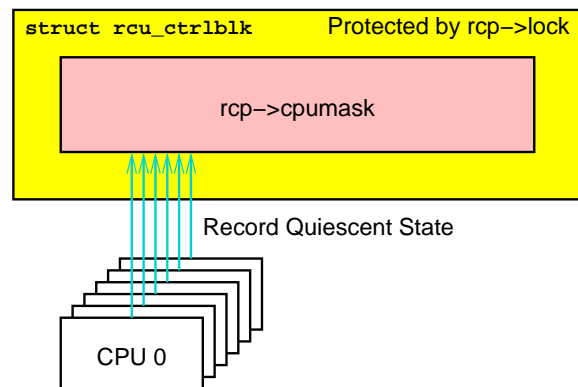 struct rcu_ctrlblk
Protected by rcp−>lock
rcp−>cpumask
Record Quiescent State
CPU 0